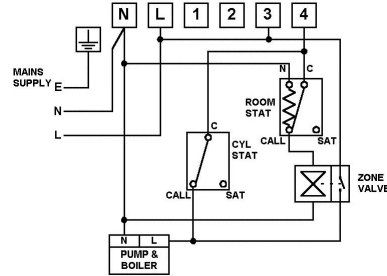 N L 1 2 3 4
MAINS
SUPPLY E
N
L
N C
ROOM
STAT
CALL SAT
C
CYL
STAT
CALL SAT
ZONE
VALVE
N L
PUMP &
BOILER